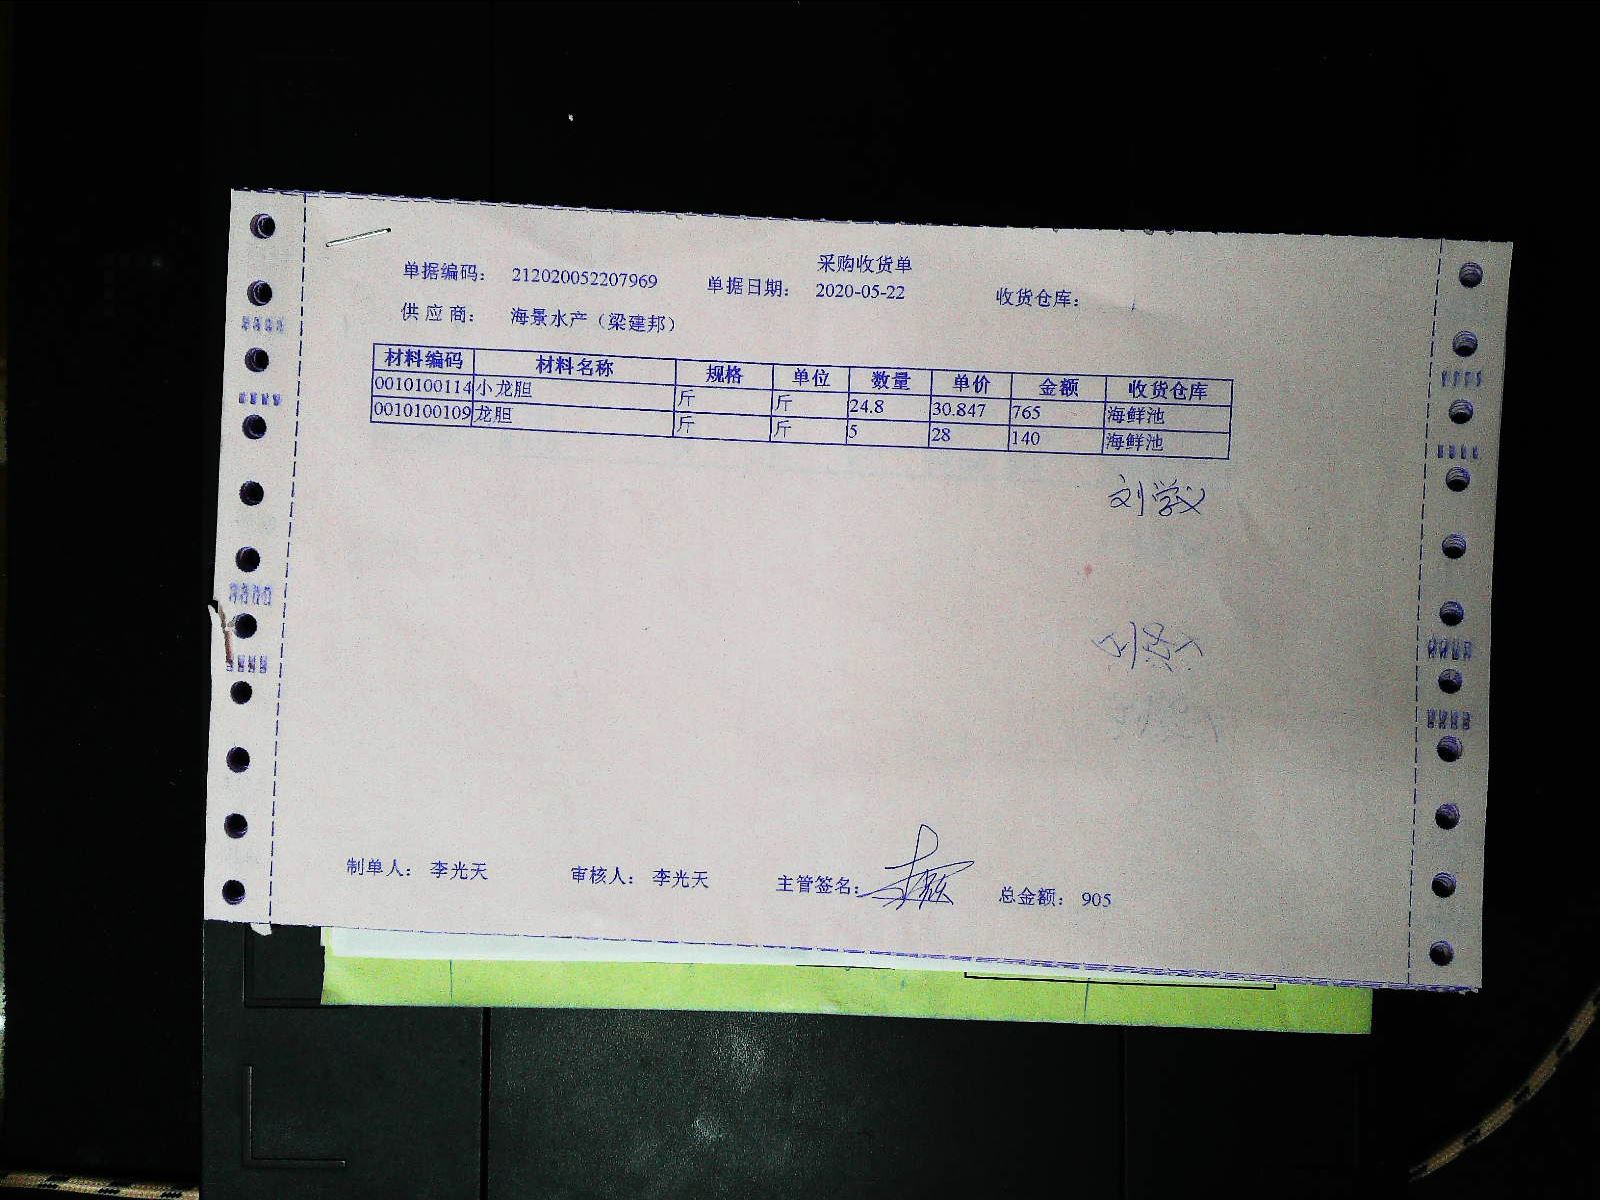 采购收货单
单据编码： 212020052207969 单据日期： 2020-05-22 收货仓库：
供 应 商： 海景水产（梁建邦）
材料编码 材料名称 规格 单位 数量 单价 金额 收货仓库
0010100114 小龙胆 斤 斤 24.8 30.847 765 海鲜池
0010100109 龙胆 斤 斤 5 28 140 海鲜池
刘学义
制单人： 李光天 审核人： 李光天 主管签名： 总金额： 905